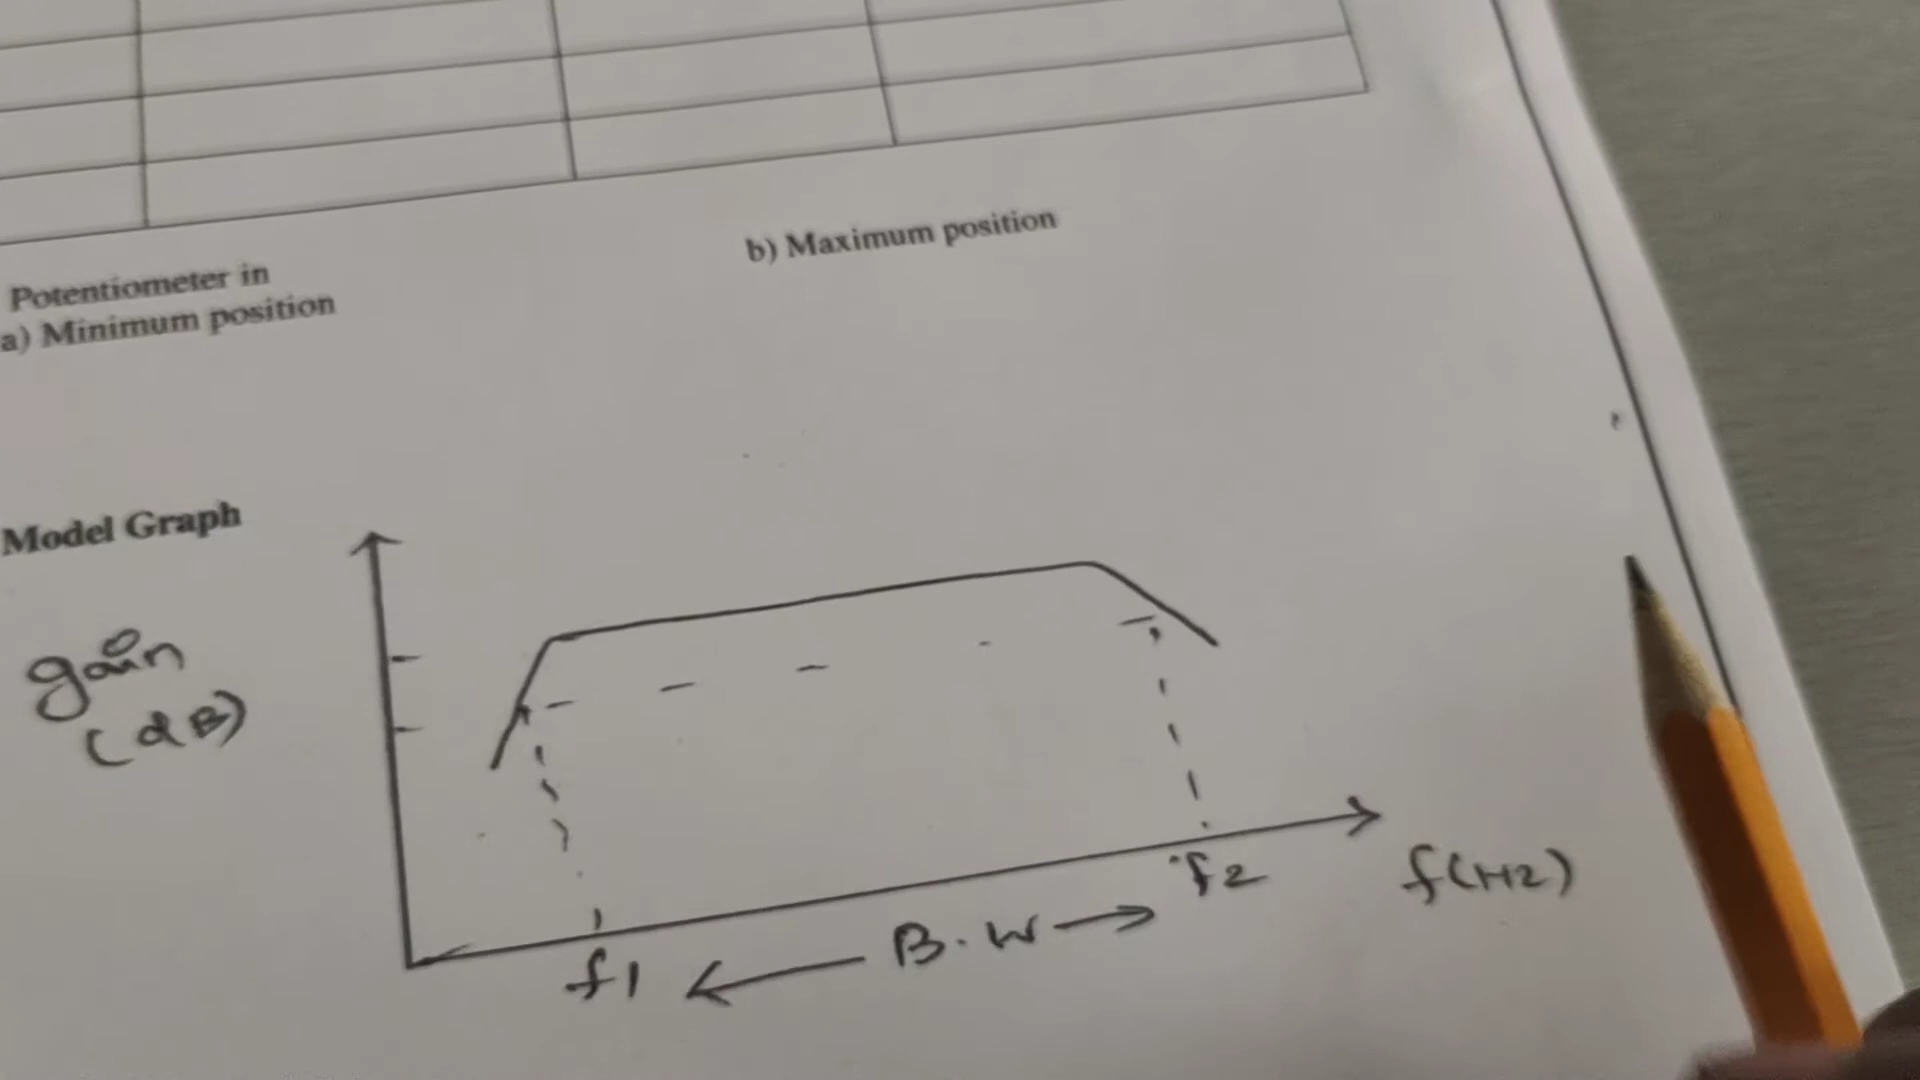 Potentiometer in
a) Minimum position
b) Maximum position
Model Graph
gain
(dB)
f1
B.W
f2
f(Hz)